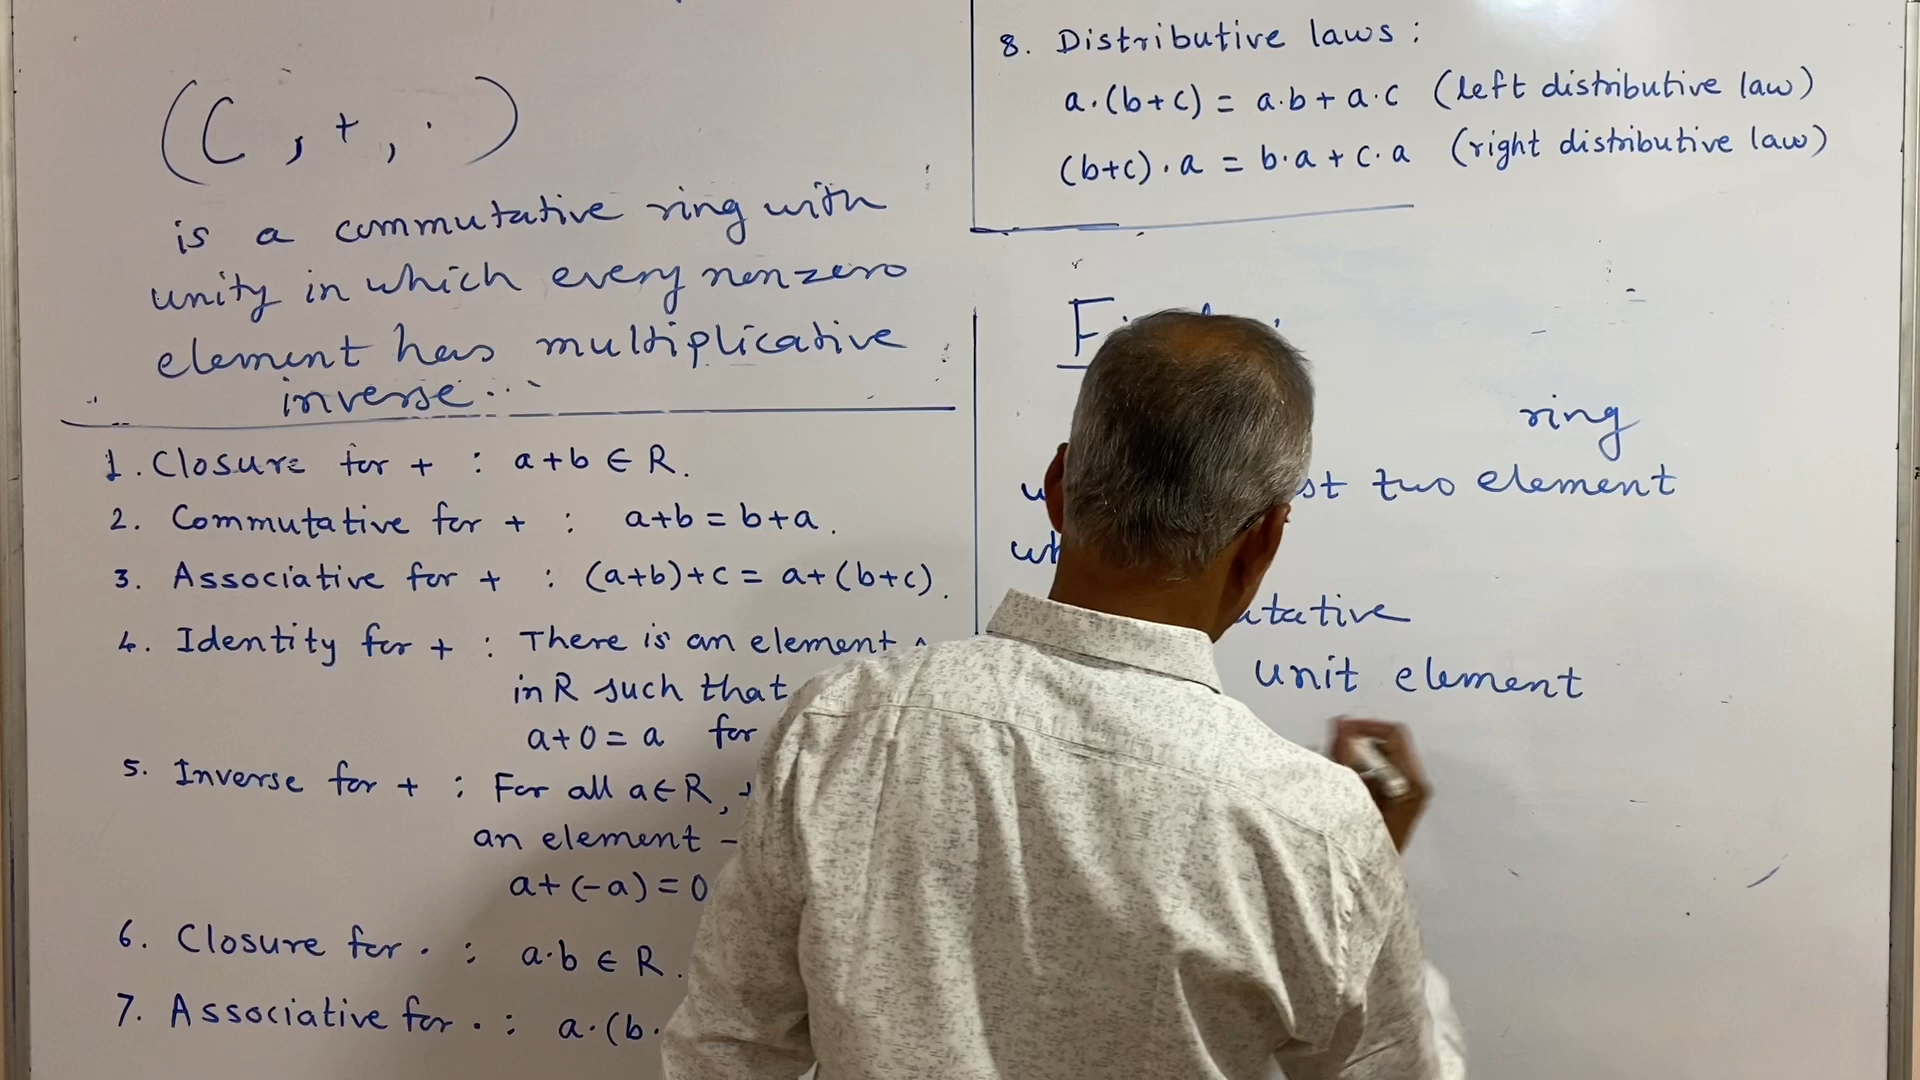 (C, +, ·)
is a commutative ring with
unity in which every nonzero
element has multiplicative
inverse
1. Closure for + : a+b ∈ R.
2. Commutative for + : a+b = b+a.
3. Associative for + : (a+b)+c = a+(b+c).
4. Identity for + : There is an element
in R such that
a+0 = a for
5. Inverse for + : For all a ∈ R,
an element -
a+(-a) = 0
6. Closure for · : a·b ∈ R.
7. Associative for · : a·(b·
8. Distributive laws :
a·(b+c) = a·b + a·c (left distributive law)
(b+c)·a = b·a + c·a (right distributive law)
ring
two element
unit element